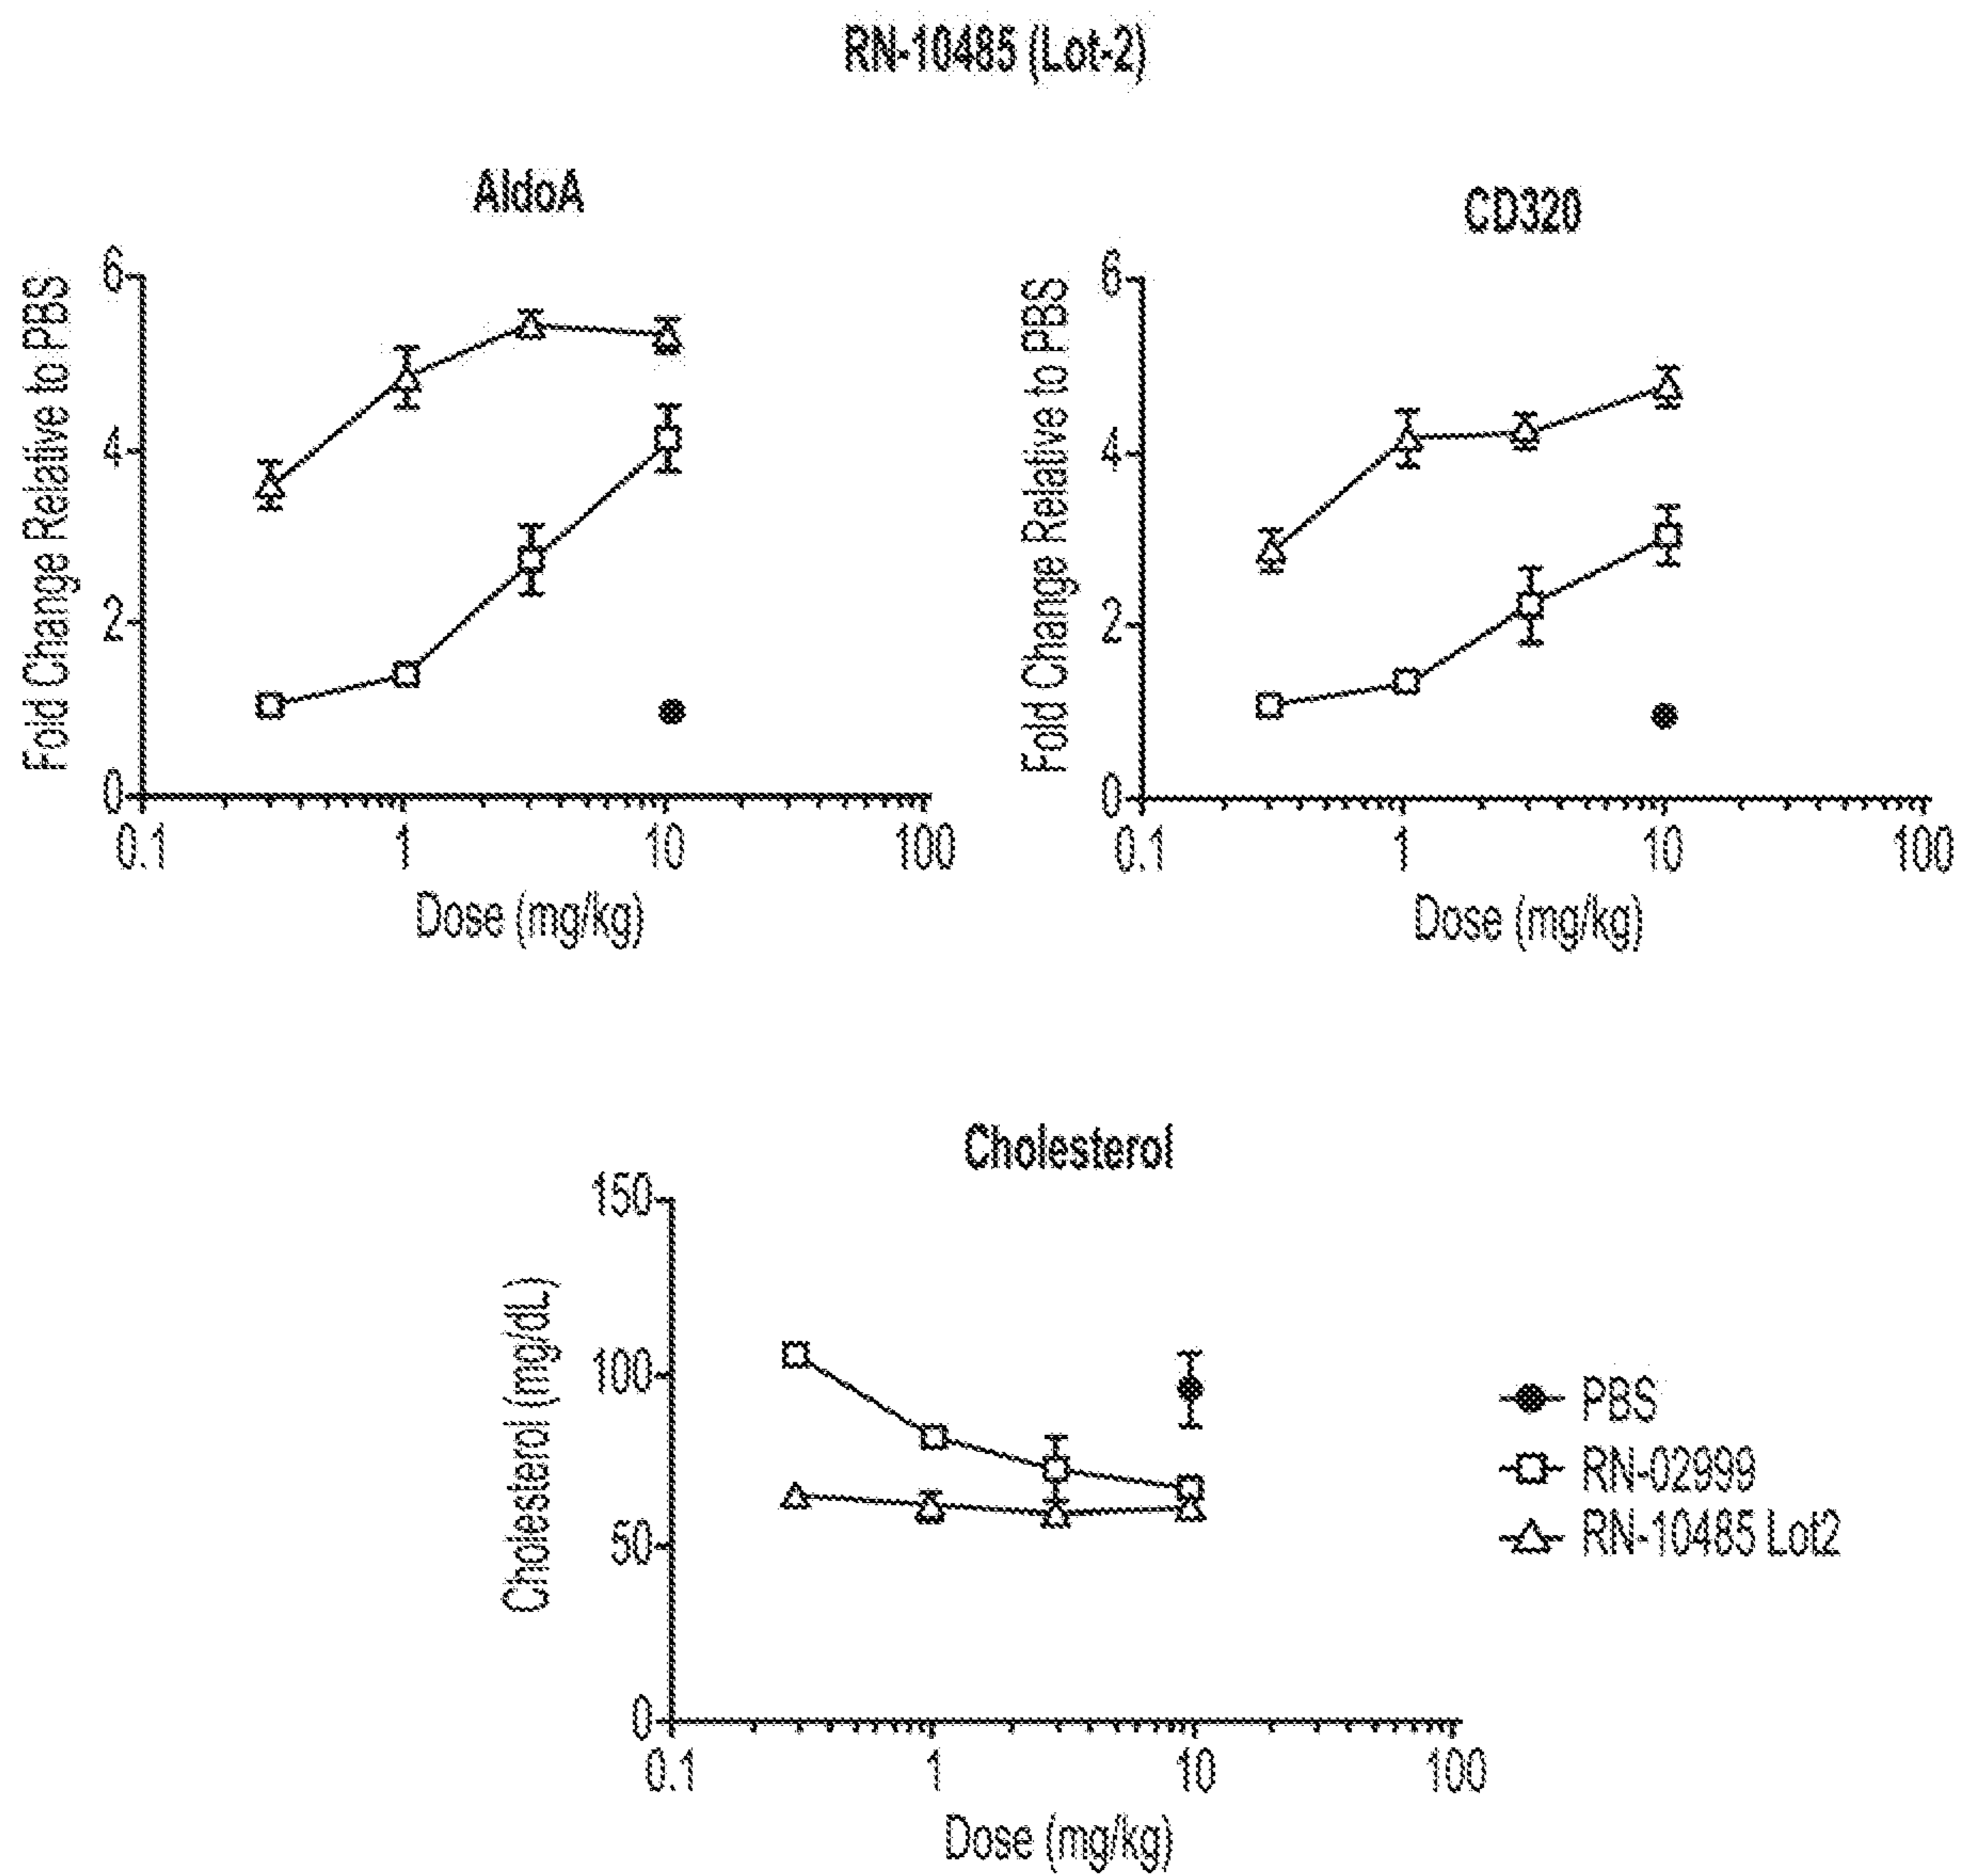 RN-10485 (Lot-2)
AldoA
Fold Change Relative to PBS
6
4
2
0
0.1 1 10 100
Dose (mg/kg)
CD320
Fold Change Relative to PBS
6
4
2
0
0.1 1 10 100
Dose (mg/kg)
Cholesterol
Cholesterol (mg/dL)
150
100
50
0
0.1 1 10 100
Dose (mg/kg)
PBS
RN-02999
RN-10485 Lot2